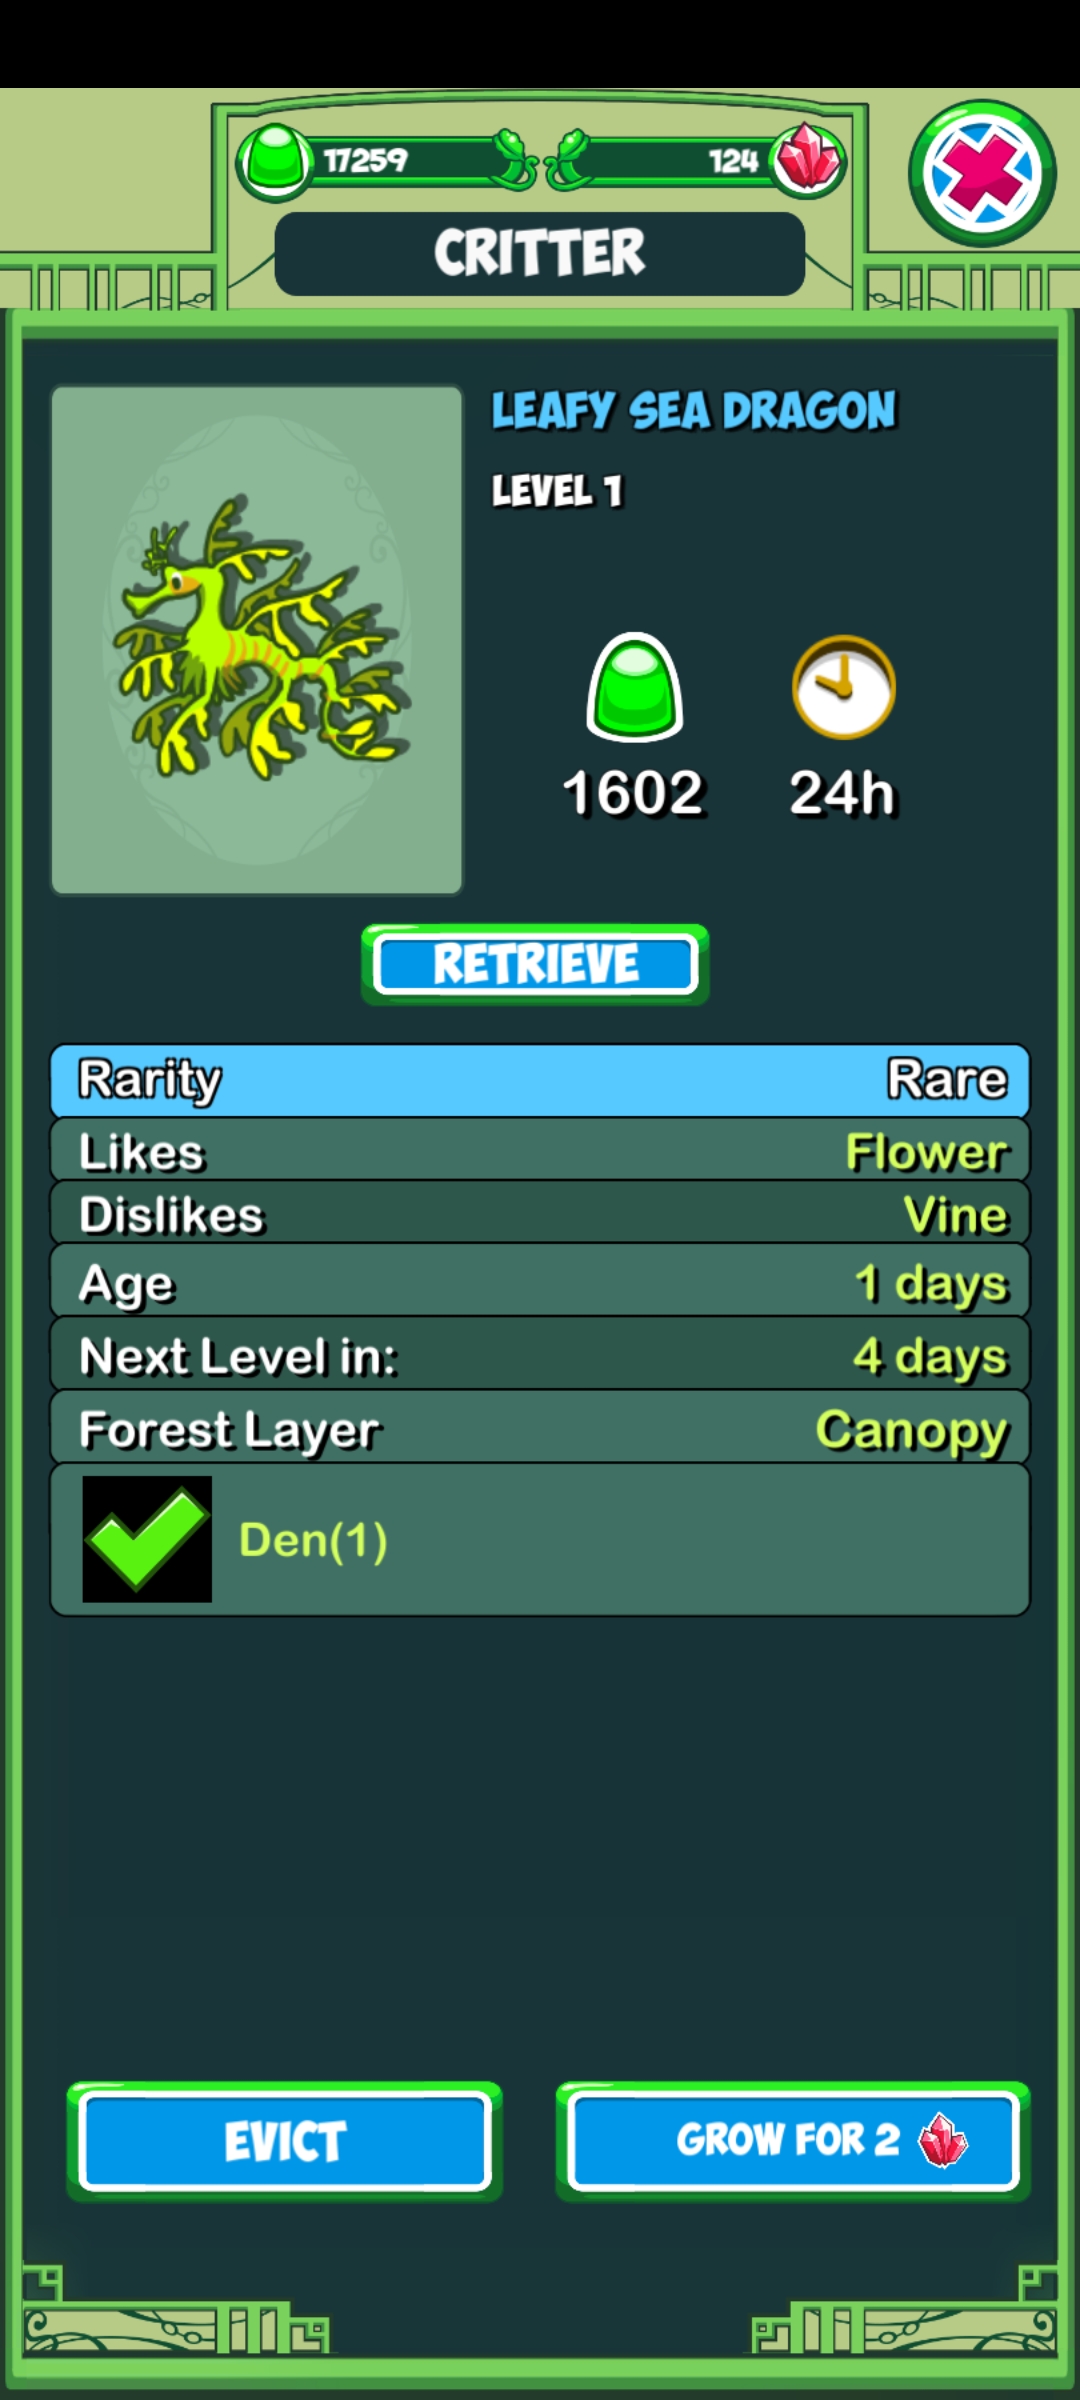 17259 124
CRITTER
LEAFY SEA DRAGON
LEVEL 1
1602 24h
RETRIEVE
Rarity Rare
Likes Flower
Dislikes Vine
Age 1 days
Next Level in: 4 days
Forest Layer Canopy
Den(1)
EVICT GROW FOR 2